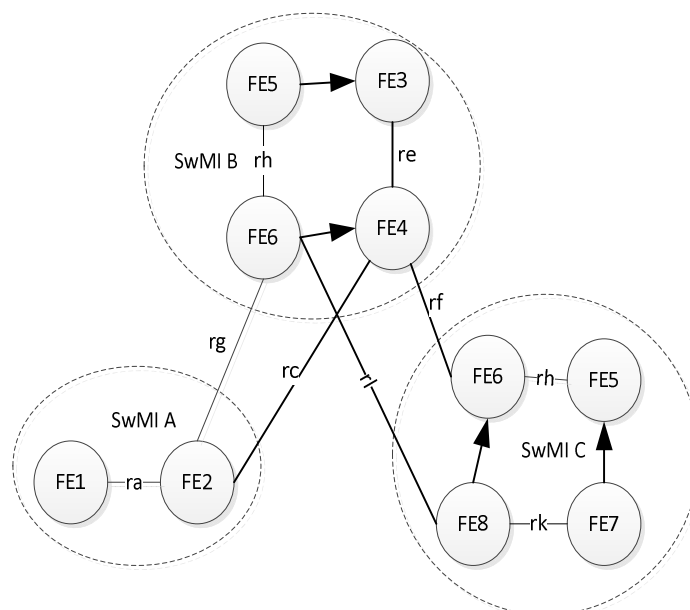 FE5
FE3
SwMI B
rh
re
FE6
FE4
rf
rg
rc
rl
FE6
rh
FE5
SwMI A
SwMI C
FE1
ra
FE2
FE8
rk
FE7